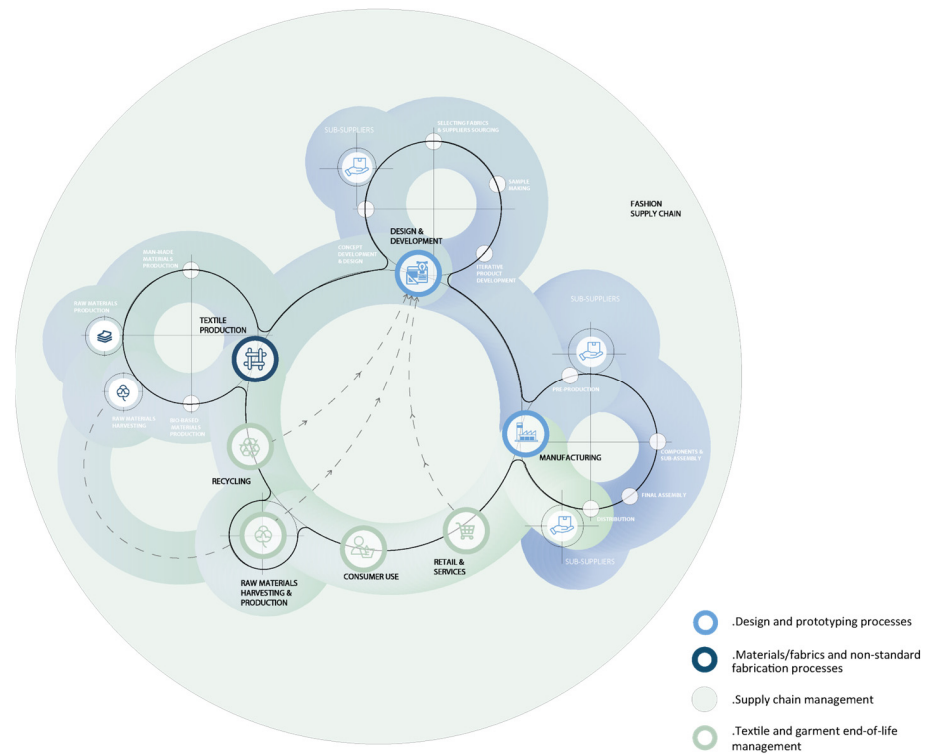 SUB-SUPPLIERS
SELECTING FABRICS
& SUPPLIERS SOURCING
SAMPLE
MAKING
FASHION
SUPPLY CHAIN
DESIGN &
DEVELOPMENT
CONCEPT
DEVELOPMENT
& DESIGN
ITERATIVE
PRODUCT
DEVELOPMENT
MAN-MADE
MATERIALS
PRODUCTION
RAW MATERIALS
PRODUCTION
TEXTILE
PRODUCTION
SUB-SUPPLIERS
PRE-PRODUCTION
RAW MATERIALS
HARVESTING
BIO BASED
MATERIALS
PRODUCTION
MANUFACTURING
COMPONENTS &
SUB-ASSEMBLY
RECYCLING
FINAL ASSEMBLY
DISTRIBUTION
SUB-SUPPLIERS
RAW MATERIALS
HARVESTING &
PRODUCTION
CONSUMER USE
RETAIL &
SERVICES
.Design and prototyping processes
.Materials/fabrics and non-standard
fabrication processes
.Supply chain management
.Textile and garment end-of-life
management